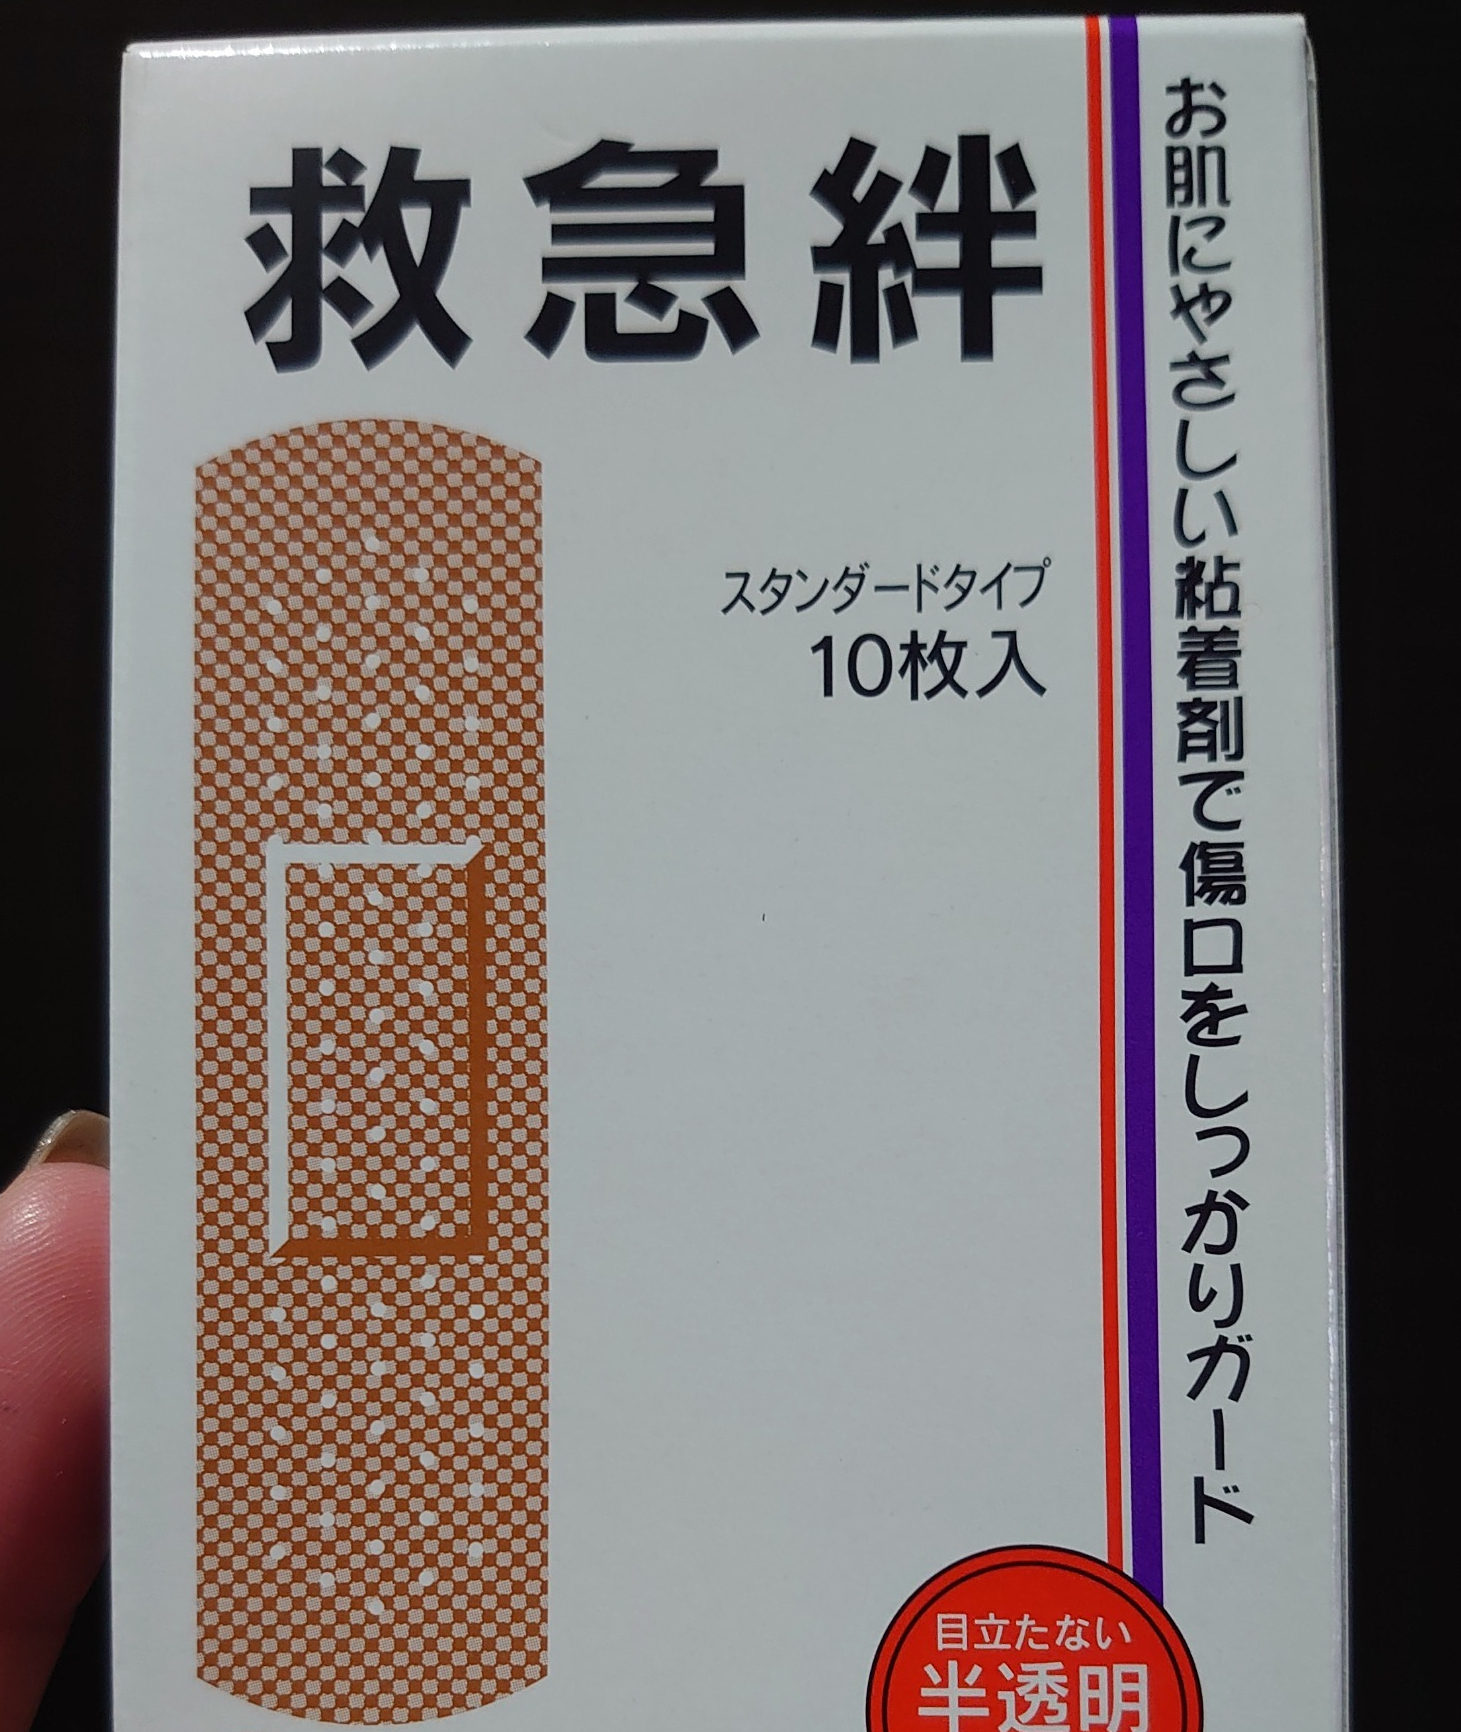 救急絆
スタンダードタイプ
10枚入
お肌にやさしい粘着剤で傷口をしっかりガード
目立たない
半透明